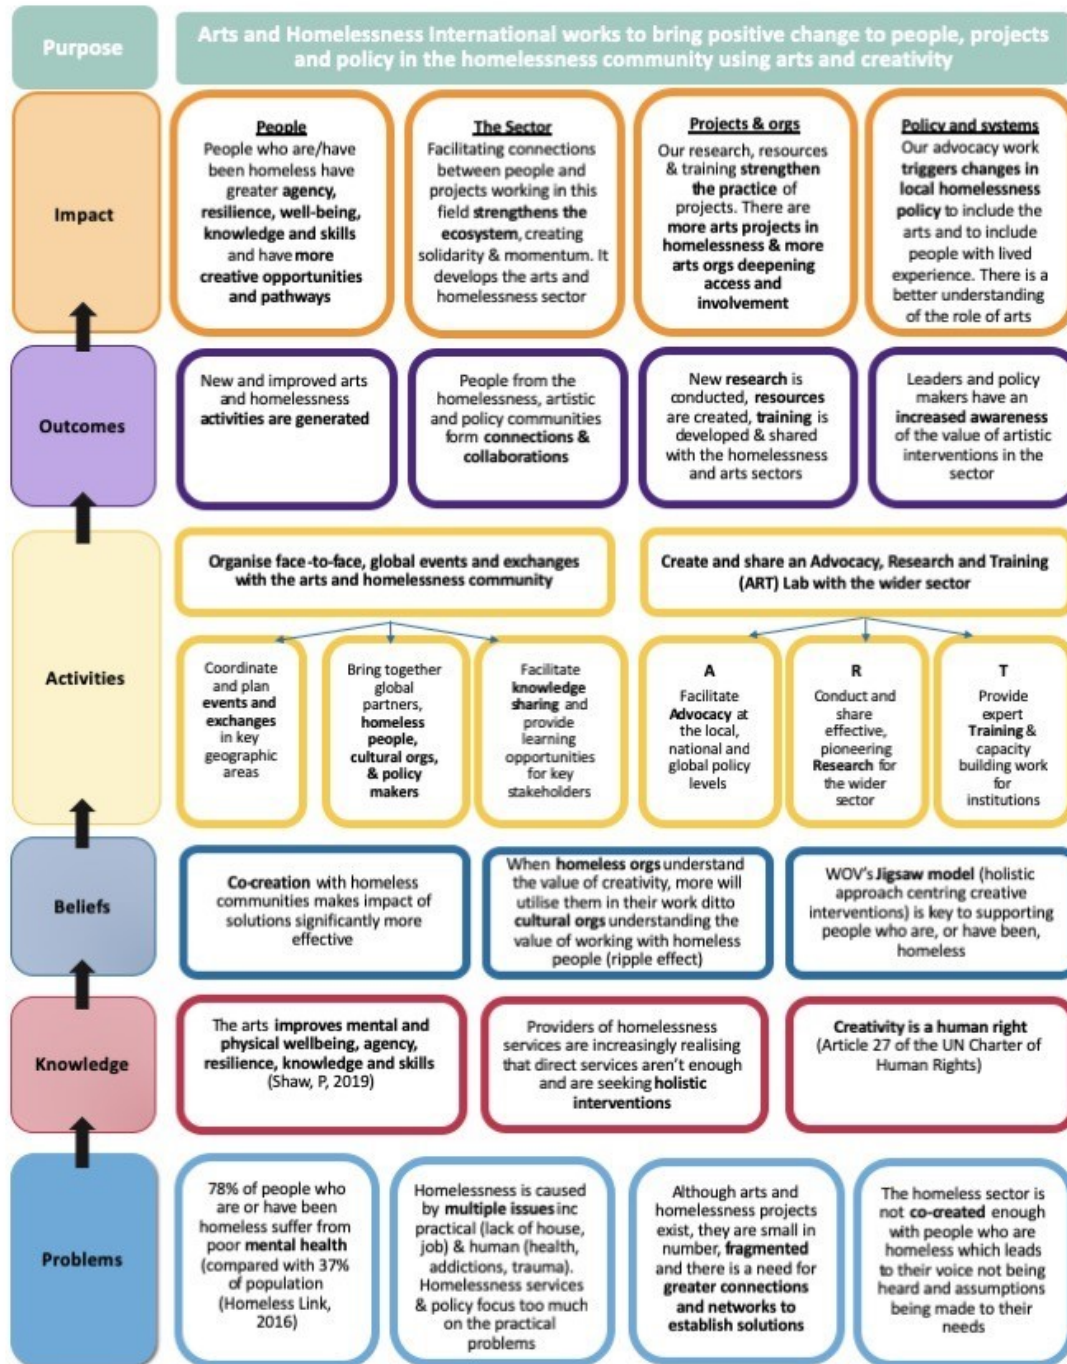 Purpose
Arts and Homelessness International works to bring positive change to people, projects
and policy in the homelessness community using arts and creativity
Impact
People
People who are/have
been homeless have
greater agency,
resilience, well-being,
knowledge and skills
and have more
creative opportunities
and pathways
The Sector
Facilitating connections
between people and
projects working in this
field strengthens the
ecosystem, creating
solidarity & momentum. It
develops the arts and
homelessness sector
Projects & orgs
Our research, resources
& training strengthen
the practice of
projects. There are
more arts projects in
homelessness & more
arts orgs deepening
access and
involvement
Policy and systems
Our advocacy work
triggers changes in
local homelessness
policy to include the
arts and to include
people with lived
experience. There is a
better understanding
of the role of arts
Outcomes
New and improved arts
and homelessness
activities are generated
People from the
homelessness, artistic
and policy communities
form connections &
collaborations
New research is
conducted, resources
are created, training is
developed & shared
with the homelessness
and arts sectors
Leaders and policy
makers have an
increased awareness
of the value of artistic
interventions in the
sector
Activities
Organise face-to-face, global events and exchanges
with the arts and homelessness community
Create and share an Advocacy, Research and Training
(ART) Lab with the wider sector
Coordinate
and plan
events and
exchanges
in key
geographic
areas
Bring together
global
partners,
homeless
people,
cultural orgs,
& policy
makers
Facilitate
knowledge
sharing and
provide
learning
opportunities
for key
stakeholders
A
Facilitate
Advocacy at
the local,
national and
global policy
levels
R
Conduct and
share
effective,
pioneering
Research for
the wider
sector
T
Provide
expert
Training &
capacity
building work
for
institutions
Beliefs
Co-creation with homeless
communities makes impact of
solutions significantly more
effective
When homeless orgs understand
the value of creativity, more will
utilise them in their work ditto
cultural orgs understanding the
value of working with homeless
people (ripple effect)
WOV's Jigsaw model (holistic
approach centring creative
interventions) is key to supporting
people who are, or have been,
homeless
Knowledge
The arts improves mental and
physical wellbeing, agency,
resilience, knowledge and skills
(Shaw, P, 2019)
Providers of homelessness
services are increasingly realising
that direct services aren't enough
and are seeking holistic
interventions
Creativity is a human right
(Article 27 of the UN Charter of
Human Rights)
Problems
78% of people who
are or have been
homeless suffer from
poor mental health
(compared with 37%
of population
(Homeless Link,
2016)
Homelessness is caused
by multiple issues inc
practical (lack of house,
job) & human (health,
addictions, trauma).
Homelessness services
& policy focus too much
on the practical
problems
Although arts and
homelessness projects
exist, they are small in
number, fragmented
and there is a need for
greater connections
and networks to
establish solutions
The homeless sector is
not co-created enough
with people who are
homeless which leads
to their voice not being
heard and assumptions
being made to their
needs